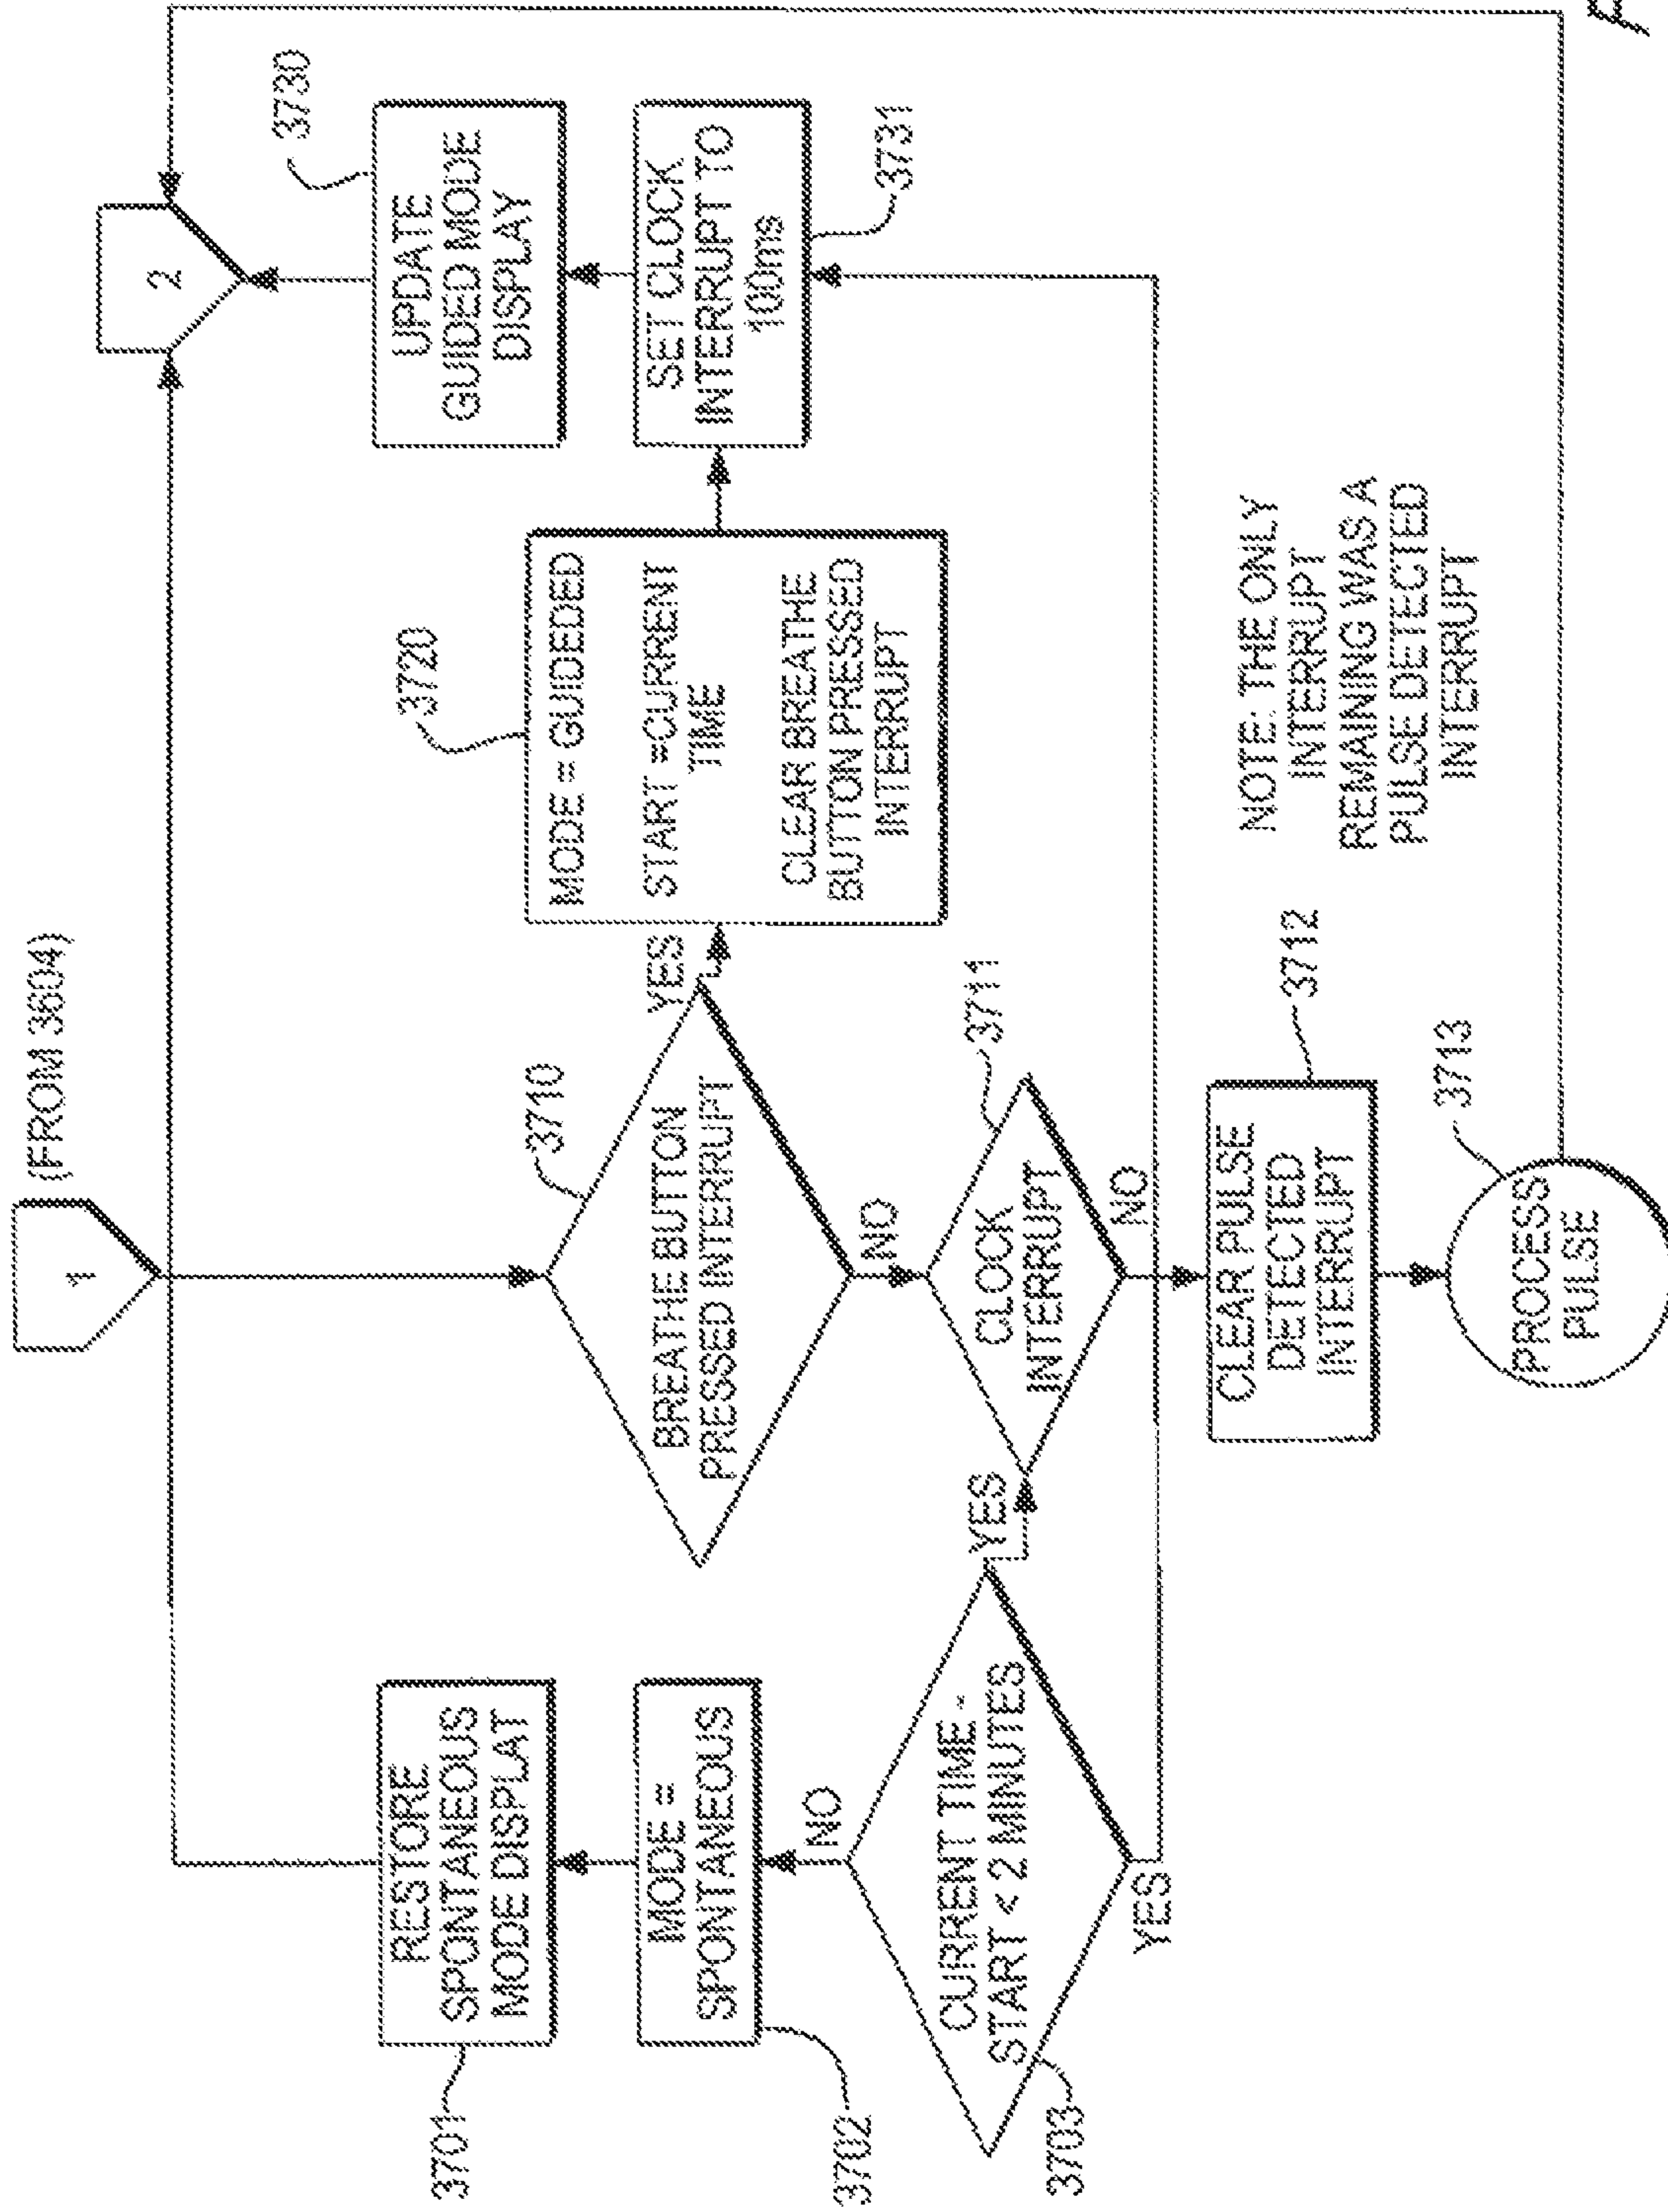 1
(FROM 3604)
2
RESTORE
SPONTANEOUS
MODE DISPLAT
3701
MODE =
SPONTANEOUS
3702
NO
CURRENT TIME -
START < 2 MINUTES
3703
YES
YES
BREATHE BUTTON
PRESSED INTERRUPT
3710
YES
NO
CLOCK
INTERRUPT
3711
NO
CLEAR PULSE
DETECTED
INTERRUPT
3712
PROCESS
PULSE
3713
MODE = GUIDEDED
START =CURRENT
TIME
CLEAR BREATHE
BUTTON PRESSED
INTERRUPT
3720
UPDATE
GUIDED MODE
DISPLAY
3730
SET CLOCK
INTERRUPT TO
100ms
3731
NOTE: THE ONLY
INTERRUPT
REMAINING WAS A
PULSE DETECTED
INTERRUPT